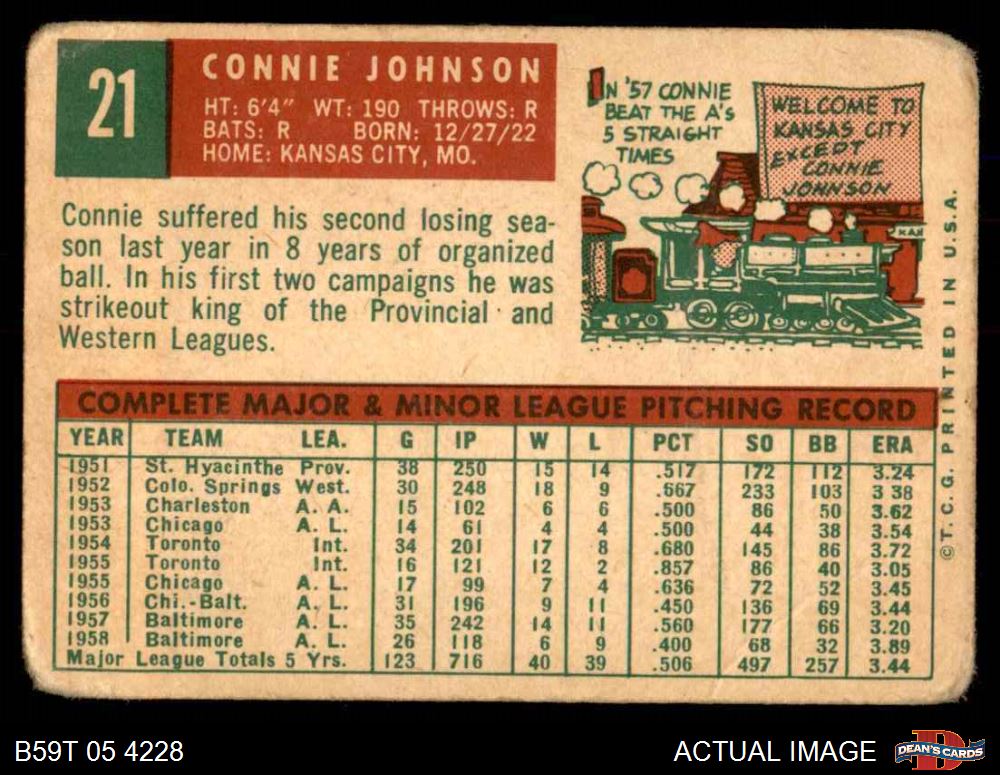 21
CONNIE JOHNSON
HT: 6'4" WT: 190 THROWS: R
BATS: R BORN: 12/27/22
HOME: KANSAS CITY, MO.
IN '57 CONNIE
BEAT THE A'S
5 STRAIGHT
TIMES
WELCOME TO
KANSAS CITY
EXCEPT
CONNIE
JOHNSON
KAN
Connie suffered his second losing sea-
son last year in 8 years of organized
ball. In his first two campaigns he was
strikeout king of the Provincial and
Western Leagues.
COMPLETE MAJOR & MINOR LEAGUE PITCHING RECORD
YEAR TEAM LEA. G IP W L PCT SO BB ERA
1951 St. Hyacinthe Prov. 38 250 15 14 .517 172 112 3.24
1952 Colo. Springs West. 30 248 18 9 .667 233 103 3 38
1953 Charleston A. A. 15 102 6 6 .500 86 50 3.62
1953 Chicago A. L. 14 61 4 4 .500 44 38 3.54
1954 Toronto Int. 34 201 17 8 .680 145 86 3.72
1955 Toronto Int. 16 121 12 2 .857 86 40 3.05
1955 Chicago A. L. 17 99 7 4 .636 72 52 3.45
1956 Chi.-Balt. A. L. 31 196 9 11 .450 136 69 3.44
1957 Baltimore A. L. 35 242 14 11 .560 177 66 3.20
1958 Baltimore A. L. 26 118 6 9 .400 68 32 3.89
Major League Totals 5 Yrs. 123 716 40 39 .506 497 257 3.44
©T. C. G. PRINTED IN U.S.A.
B59T 05 4228
ACTUAL IMAGE
DEAN'S CARDS